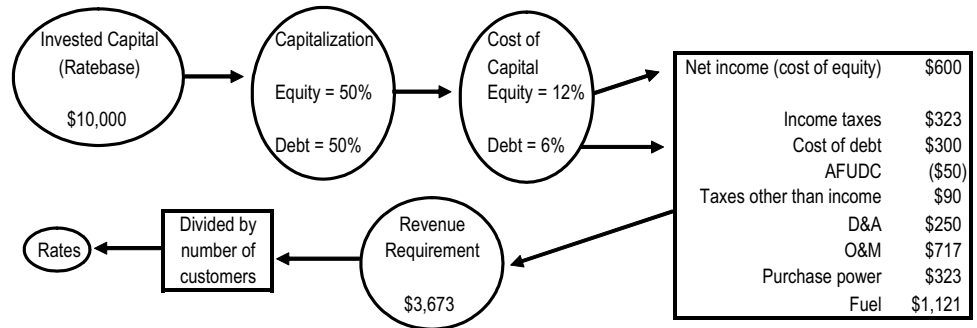 Invested Capital
(Ratebase)
$10,000
Capitalization
Equity = 50%
Debt = 50%
Cost of
Capital
Equity = 12%
Debt = 6%
Net income (cost of equity) $600
Income taxes $323
Cost of debt $300
AFUDC ($50)
Taxes other than income $90
D&A $250
O&M $717
Purchase power $323
Fuel $1,121
Revenue
Requirement
$3,673
Divided by
number of
customers
Rates